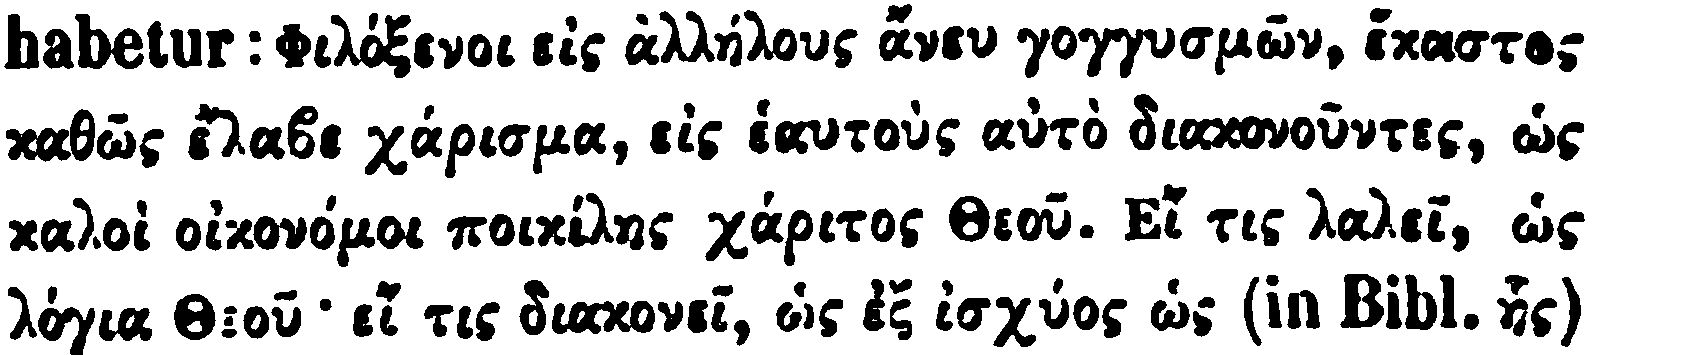 habetur : Φιλόξενοι εἰς ἀλλήλους ἄνευ γογγυσμῶν, ἕκαστος
καθῶς ἔλαβε χάρισμα, εἰς ἑαυτοὺς αὐτὸ διακονοῦντες, ὡς
καλοὶ οἰκονόμοι ποικίλης χάριτος Θεοῦ. Εἴ τις λαλεῖ, ὡς
λόγια Θεοῦ · εἴ τις διακονεῖ, ὡς ἐξ ἰσχύος ὡς (in Bibl. ἧς)